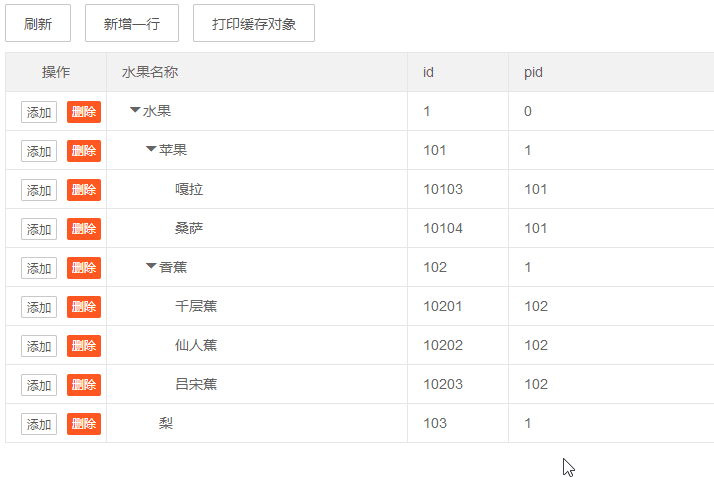 刷新 新增一行 打印缓存对象
操作 水果名称 id pid
添加 删除 水果 1 0
添加 删除 苹果 101 1
添加 删除 嘎拉 10103 101
添加 删除 桑萨 10104 101
添加 删除 香蕉 102 1
添加 删除 千层蕉 10201 102
添加 删除 仙人蕉 10202 102
添加 删除 吕宋蕉 10203 102
添加 删除 梨 103 1